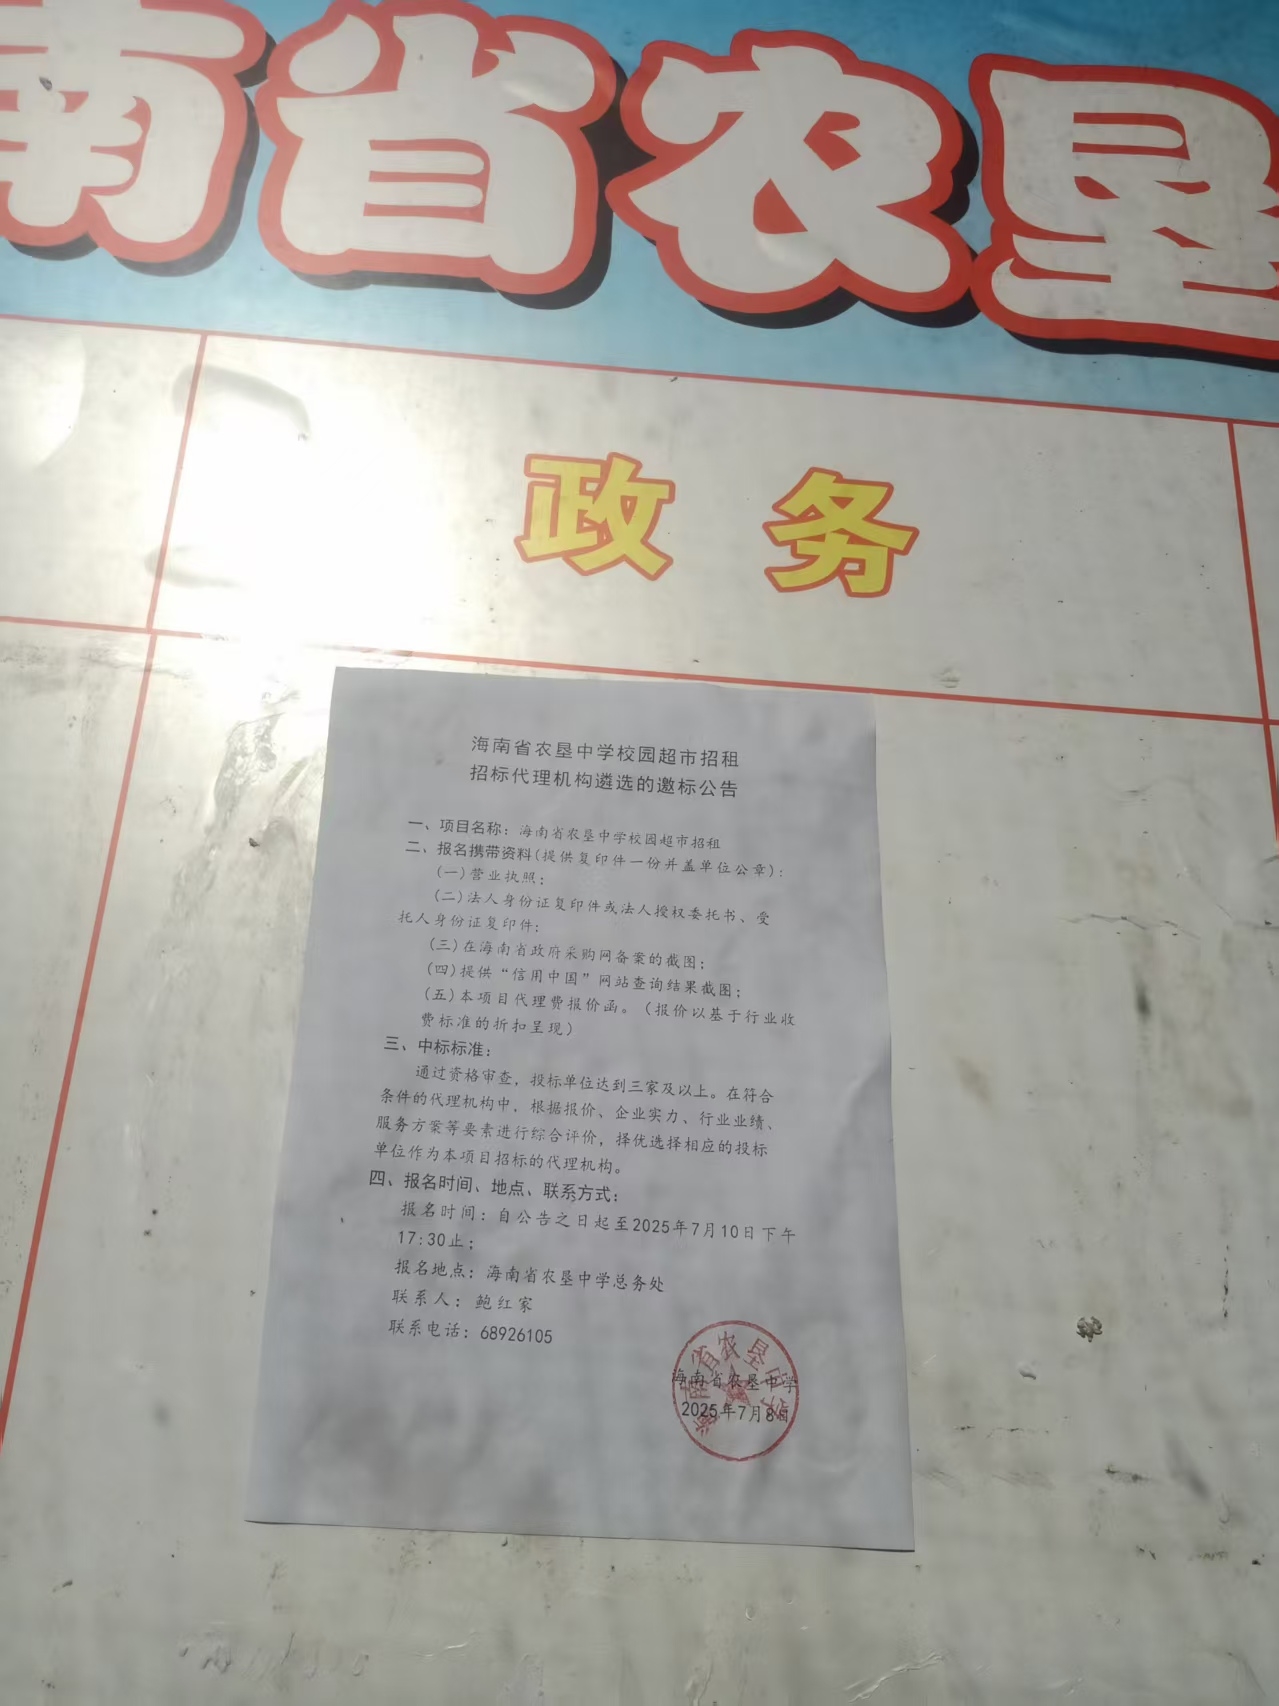 南省农垦
政务
海南省农垦中学校园超市招租
招标代理机构遴选的邀标公告
一、项目名称：海南省农垦中学校园超市招租
二、报名携带资料(提供复印件一份并盖单位公章)：
(一)营业执照；
(二)法人身份证复印件或法人授权委托书、受
托人身份证复印件；
(三)在海南省政府采购网备案的截图；
(四)提供“信用中国”网站查询结果截图；
(五)本项目代理费报价函。（报价以基于行业收
费标准的折扣呈现）
三、中标标准：
通过资格审查，投标单位达到三家及以上。在符合
条件的代理机构中，根据报价、企业实力、行业业绩、
服务方案等要素进行综合评价，择优选择相应的投标
单位作为本项目招标的代理机构。
四、报名时间、地点、联系方式：
报名时间：自公告之日起至2025年7月10日下午
17:30止；
报名地点：海南省农垦中学总务处
联系人：鲍红家
联系电话：68926105
海南省农垦中学
海南省农垦中学
2025年7月8日